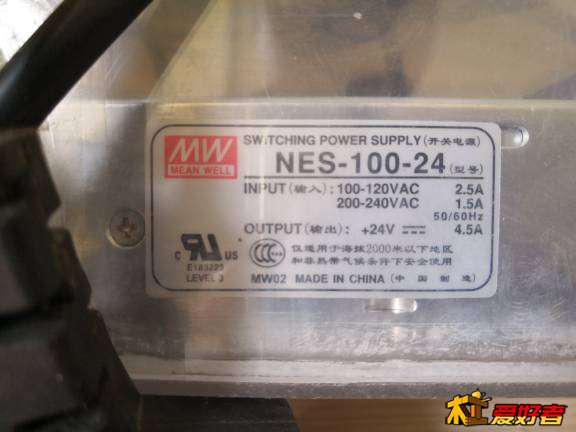 MW
MEAN WELL
SWITCHING POWER SUPPLY (开关电源)
NES-100-24 (型号)
INPUT (输入) : 100-120VAC 2.5A
200-240VAC 1.5A
50/60Hz
OUTPUT (输出) : +24V ⎓ 4.5A
仅适用于海拔2000米以下地区
和非热带气候条件下安全使用
C US
E183223
LEVEL 3
CCC
MW02 MADE IN CHINA (中国制造)
爱好者